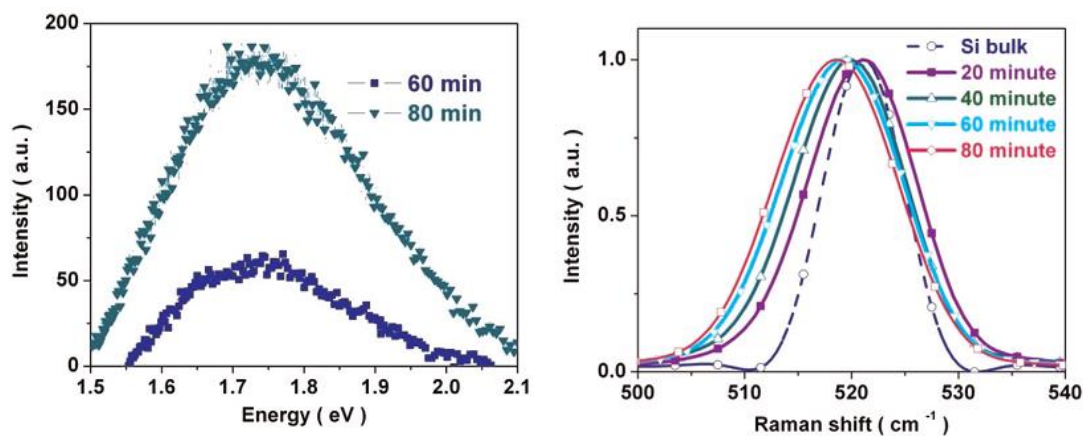 200
150
100
50
0
1.5 1.6 1.7 1.8 1.9 2.0 2.1
Energy ( eV )
Intensity ( a.u. )
60 min
80 min
1.0
0.5
0.0
500 510 520 530 540
Raman shift ( cm -1 )
Intensity ( a.u. )
Si bulk
20 minute
40 minute
60 minute
80 minute